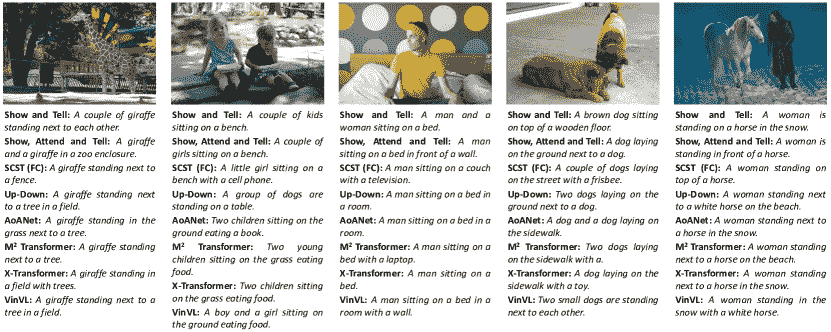 Show and Tell: A couple of giraffe
standing next to each other.
Show, Attend and Tell: A giraffe
and a giraffe in a zoo enclosure.
SCST (FC): A giraffe standing next to
a fence.
Up-Down: A giraffe standing next
to a tree in a field.
AoANet: A giraffe standing in the
grass next to a tree.
M² Transformer: A giraffe standing
next to a tree.
X-Transformer: A giraffe standing in
a field with trees.
VinVL: A giraffe standing next to a
tree in a field.
Show and Tell: A couple of kids
sitting on a bench.
Show, Attend and Tell: A couple of
girls sitting on a bench.
SCST (FC): A little girl sitting on a
bench with a cell phone.
Up-Down: A group of dogs are
standing on a table.
AoANet: Two children sitting on the
ground eating a book.
M² Transformer: Two young
children sitting on the grass eating
food.
X-Transformer: Two children sitting
on the grass eating food.
VinVL: A boy and a girl sitting on
the ground eating food.
Show and Tell: A man and a
woman sitting on a bed.
Show, Attend and Tell: A man
sitting on a bed in front of a wall.
SCST (FC): A man sitting on a couch
with a television.
Up-Down: A man sitting on a bed in
a room.
AoANet: A man sitting on a bed in a
room.
M² Transformer: A man sitting on a
bed with a laptop.
X-Transformer: A man sitting on a
bed.
VinVL: A man sitting on a bed in a
room with a wall.
Show and Tell: A brown dog sitting
on top of a wooden floor.
Show, Attend and Tell: A dog laying
on the ground next to a dog.
SCST (FC): A couple of dogs laying
on the street with a frisbee.
Up-Down: Two dogs laying on the
ground next to a dog.
AoANet: A dog and a dog laying on
the sidewalk.
M² Transformer: Two dogs laying
on the sidewalk with a.
X-Transformer: A dog laying on the
sidewalk with a toy.
VinVL: Two small dogs are standing
next to each other.
Show and Tell: A woman is
standing on a horse in the snow.
Show, Attend and Tell: A woman is
standing in front of a horse.
SCST (FC): A woman standing on
top of a horse.
Up-Down: A woman standing next
to a white horse on the beach.
AoANet: A woman standing next to
a horse in the snow.
M² Transformer: A woman standing
next to a horse on the beach.
X-Transformer: A woman standing
next to a horse in the snow.
VinVL: A woman standing in the
snow with a white horse.